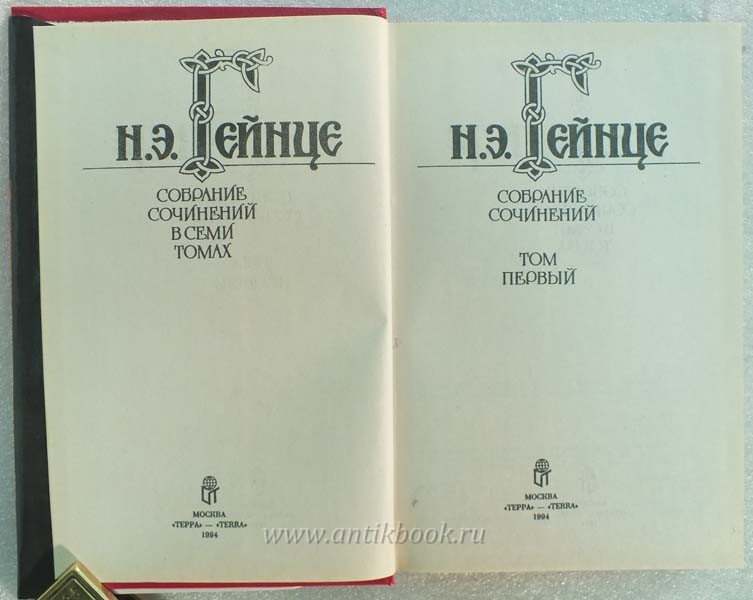 Н.Э. ГЕЙНЦЕ
СОБРАНИЕ
СОЧИНЕНИЙ
В СЕМИ
ТОМАХ
МОСКВА
«ТЕРРА» — «TERRA»
1994
Н.Э. ГЕЙНЦЕ
СОБРАНИЕ
СОЧИНЕНИЙ
ТОМ
ПЕРВЫЙ
МОСКВА
«ТЕРРА» — «TERRA»
1994
www.antikbook.ru